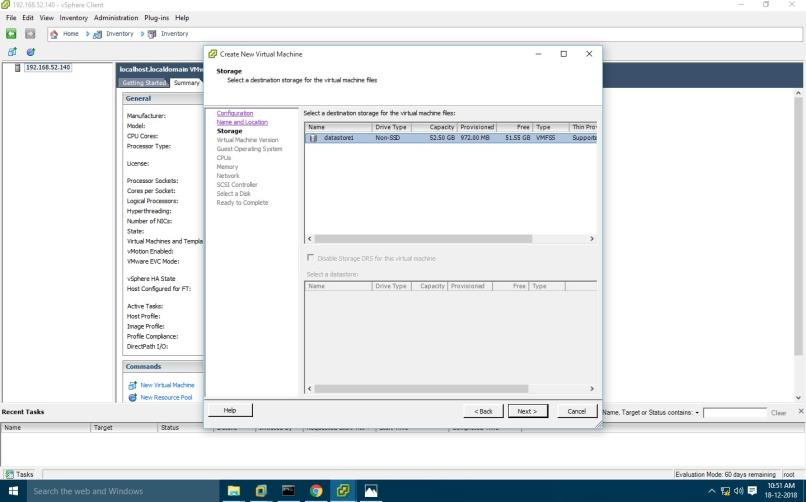 192.168.52.140 - vSphere Client
File Edit View Inventory Administration Plug-ins Help
Home Inventory Inventory
192.168.52.140
localhost.localdomain VMw
Getting Started Summary
General
Manufacturer:
Model:
CPU Cores:
Processor Type:
License:
Processor Sockets:
Cores per Socket:
Logical Processors:
Hyperthreading:
Number of NICs:
State:
Virtual Machines and Templa
vMotion Enabled:
VMware EVC Mode:
vSphere HA State
Host Configured for FT:
Active Tasks:
Host Profile:
Image Profile:
Profile Compliance:
DirectPath I/O:
Commands
New Virtual Machine
New Resource Pool
Create New Virtual Machine
Storage
Select a destination storage for the virtual machine files
Configuration
Name and Location
Storage
Virtual Machine Version
Guest Operating System
CPUs
Memory
Network
SCSI Controller
Select a Disk
Ready to Complete
Select a destination storage for the virtual machine files:
Name Drive Type Capacity Provisioned Free Type Thin Prov
datastore1 Non-SSD 52.50 GB 972.00 MB 51.55 GB VMFS5 Supporte
Disable Storage DRS for this virtual machine
Select a datastore:
Name Drive Type Capacity Provisioned Free Type
Help < Back Next > Cancel
Recent Tasks
Name, Target or Status contains: Clear
Name Target Status
Tasks
Evaluation Mode: 60 days remaining root
Search the web and Windows
10:51 AM
18-12-2018